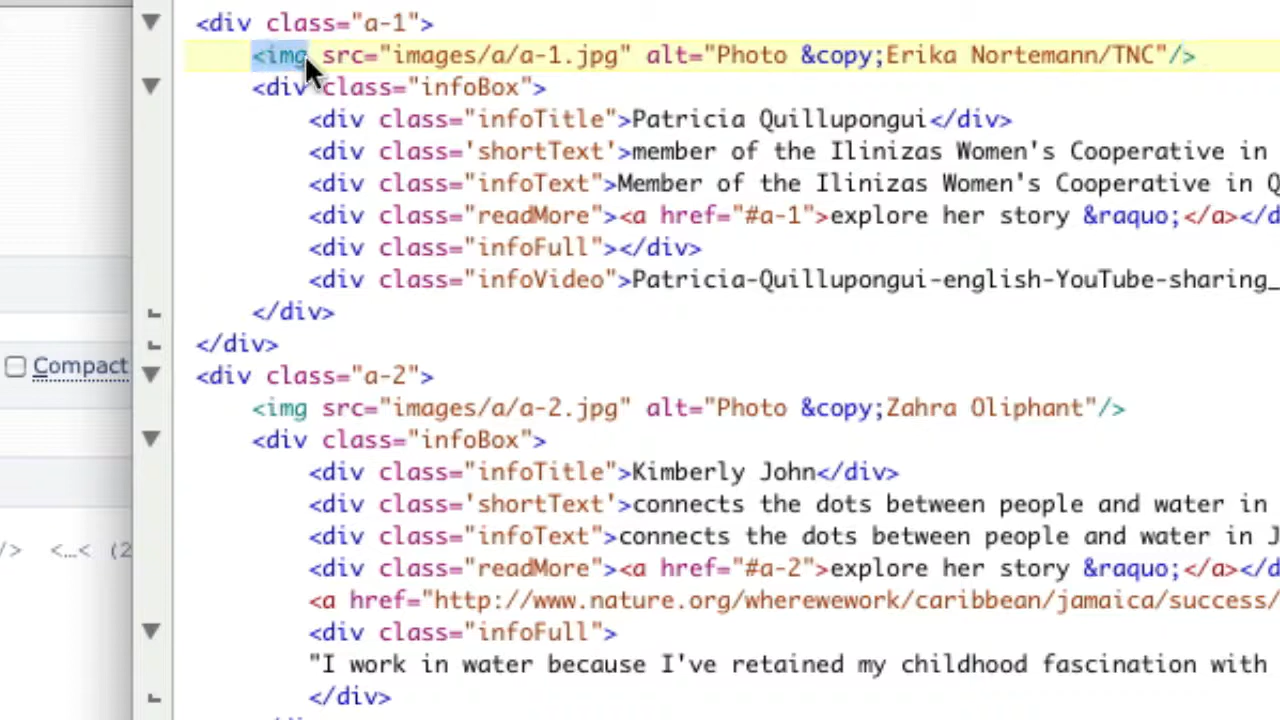 <div class="a-1">
<img src="images/a/a-1.jpg" alt="Photo &copy;Erika Nortemann/TNC"/>
<div class="infoBox">
<div class="infoTitle">Patricia Quillupongui</div>
<div class='shortText'>member of the Ilinizas Women's Cooperative in
<div class="infoText">Member of the Ilinizas Women's Cooperative in Q
<div class="readMore"><a href="#a-1">explore her story &raquo;</a></d
<div class="infoFull"></div>
<div class="infoVideo">Patricia-Quillupongui-english-YouTube-sharing_
</div>
</div>
Compact
<div class="a-2">
<img src="images/a/a-2.jpg" alt="Photo &copy;Zahra Oliphant"/>
<div class="infoBox">
<div class="infoTitle">Kimberly John</div>
<div class='shortText'>connects the dots between people and water in
<div class="infoText">connects the dots between people and water in J
/> <…< (2
<div class="readMore"><a href="#a-2">explore her story &raquo;</a></d
<a href="http://www.nature.org/wherewework/caribbean/jamaica/success/
<div class="infoFull">
"I work in water because I've retained my childhood fascination with
</div>